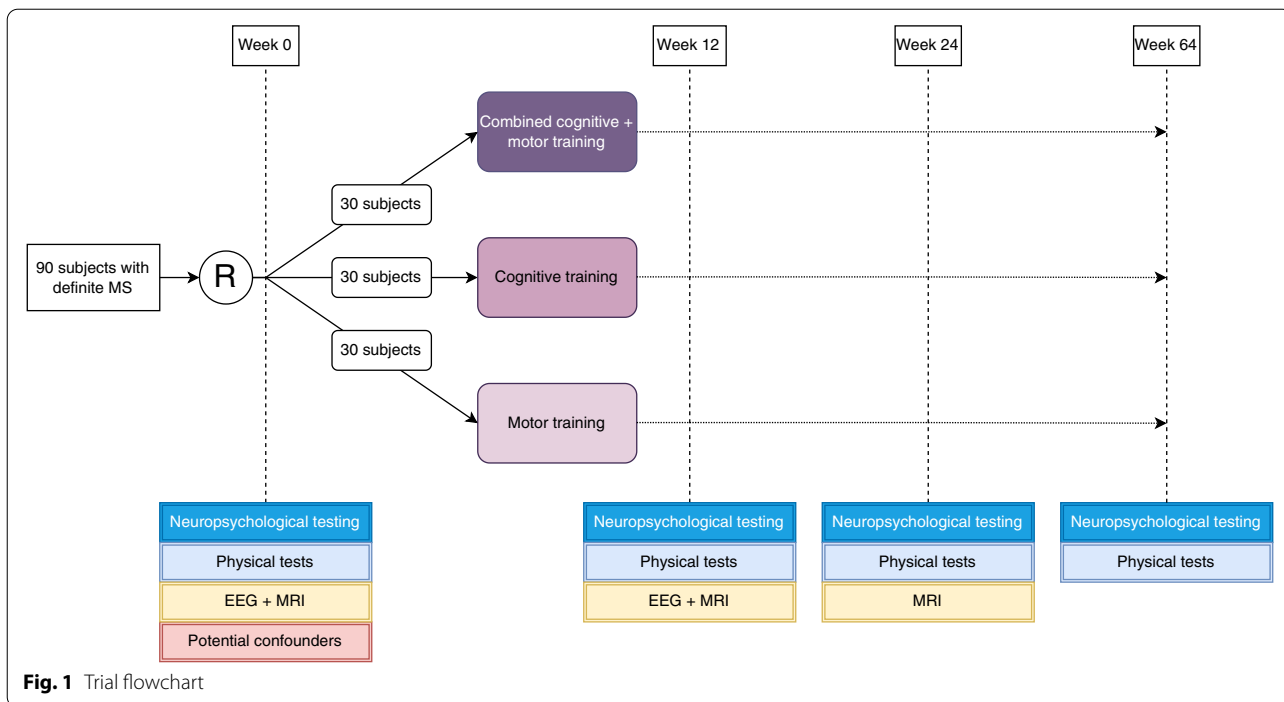 Week 0
Week 12
Week 24
Week 64
Combined cognitive +
motor training
30 subjects
90 subjects with
definite MS
R
30 subjects
Cognitive training
30 subjects
Motor training
Neuropsychological testing
Neuropsychological testing
Neuropsychological testing
Neuropsychological testing
Physical tests
Physical tests
Physical tests
Physical tests
EEG + MRI
EEG + MRI
MRI
Potential confounders
Fig. 1 Trial flowchart